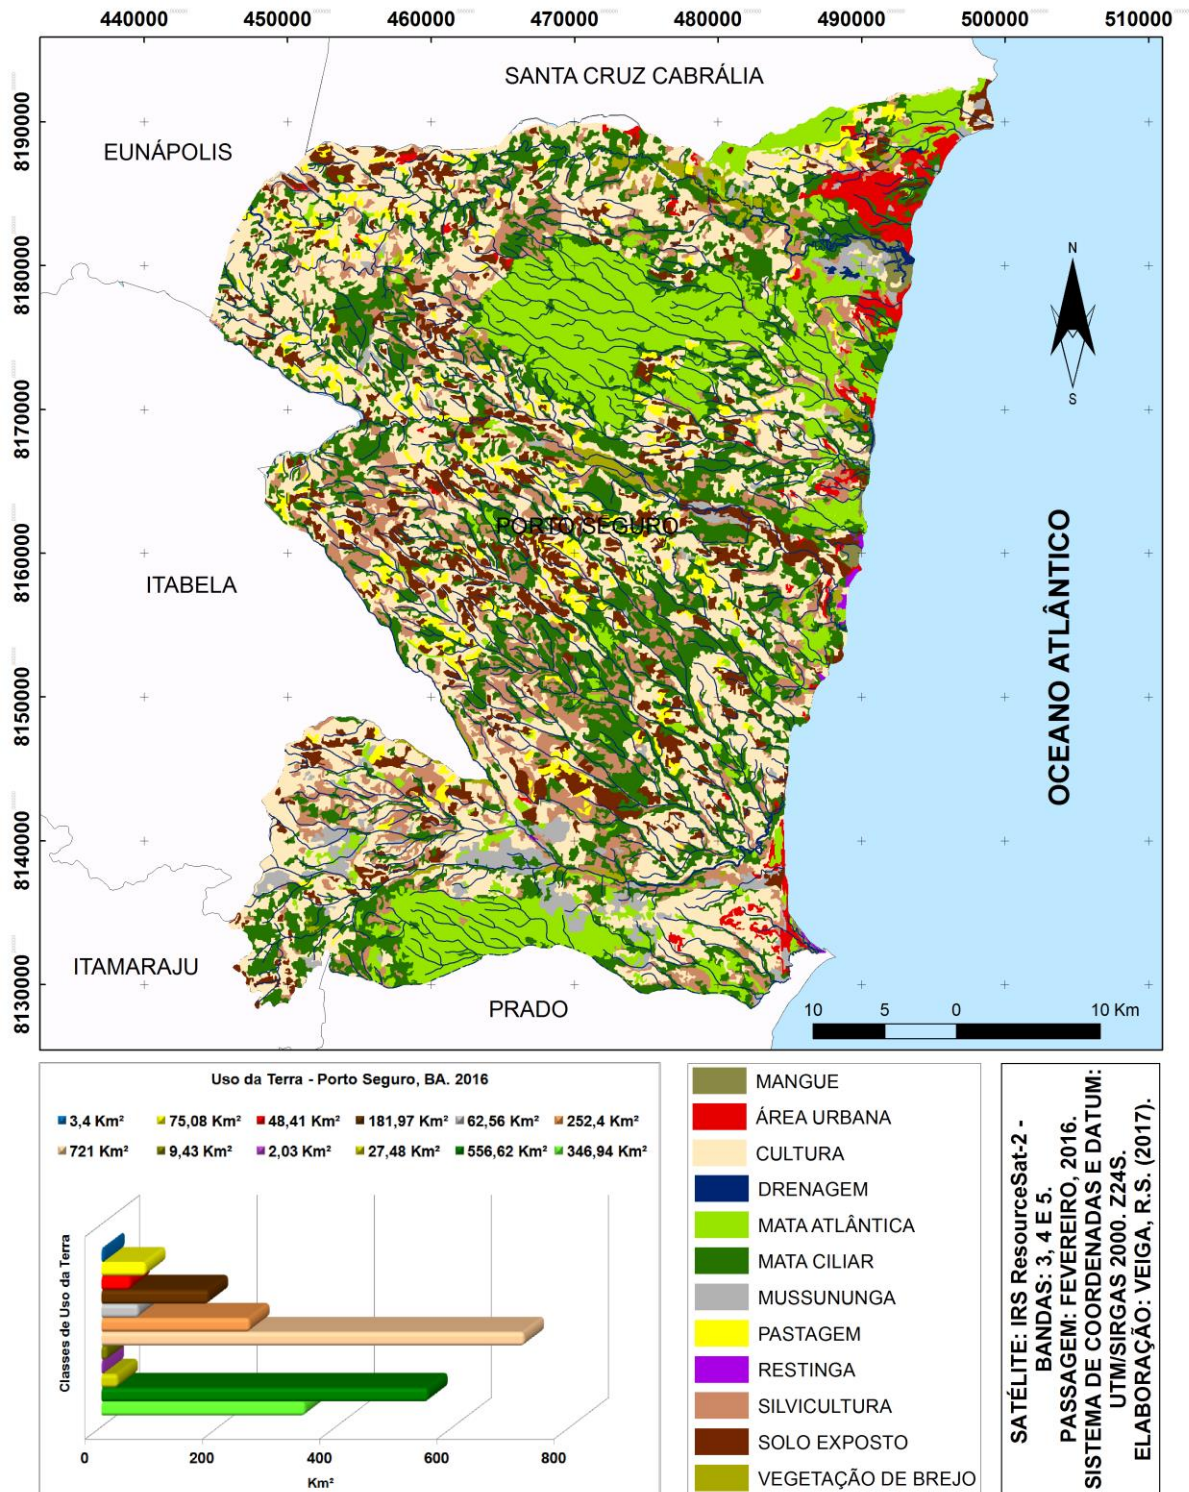 440000 450000 460000 470000 480000 490000 500000 510000
SANTA CRUZ CABRÁLIA
8190000
EUNÁPOLIS
8180000
N
S
8170000
PORTO SEGURO
8160000
ITABELA
OCEANO ATLÂNTICO
8150000
8140000
ITAMARAJU
8130000
PRADO
10 5 0 10 Km
Uso da Terra - Porto Seguro, BA. 2016
3,4 Km² 75,08 Km² 48,41 Km² 181,97 Km² 62,56 Km² 252,4 Km²
721 Km² 9,43 Km² 2,03 Km² 27,48 Km² 556,62 Km² 346,94 Km²
Classes de Uso da Terra
0 200 400 600 800
Km²
MANGUE
ÁREA URBANA
CULTURA
DRENAGEM
MATA ATLÂNTICA
MATA CILIAR
MUSSUNUNGA
PASTAGEM
RESTINGA
SILVICULTURA
SOLO EXPOSTO
VEGETAÇÃO DE BREJO
SATÉLITE: IRS ResourceSat-2 -
BANDAS: 3, 4 E 5.
PASSAGEM: FEVEREIRO, 2016.
SISTEMA DE COORDENADAS E DATUM:
UTM/SIRGAS 2000. Z24S.
ELABORAÇÃO: VEIGA, R.S. (2017).